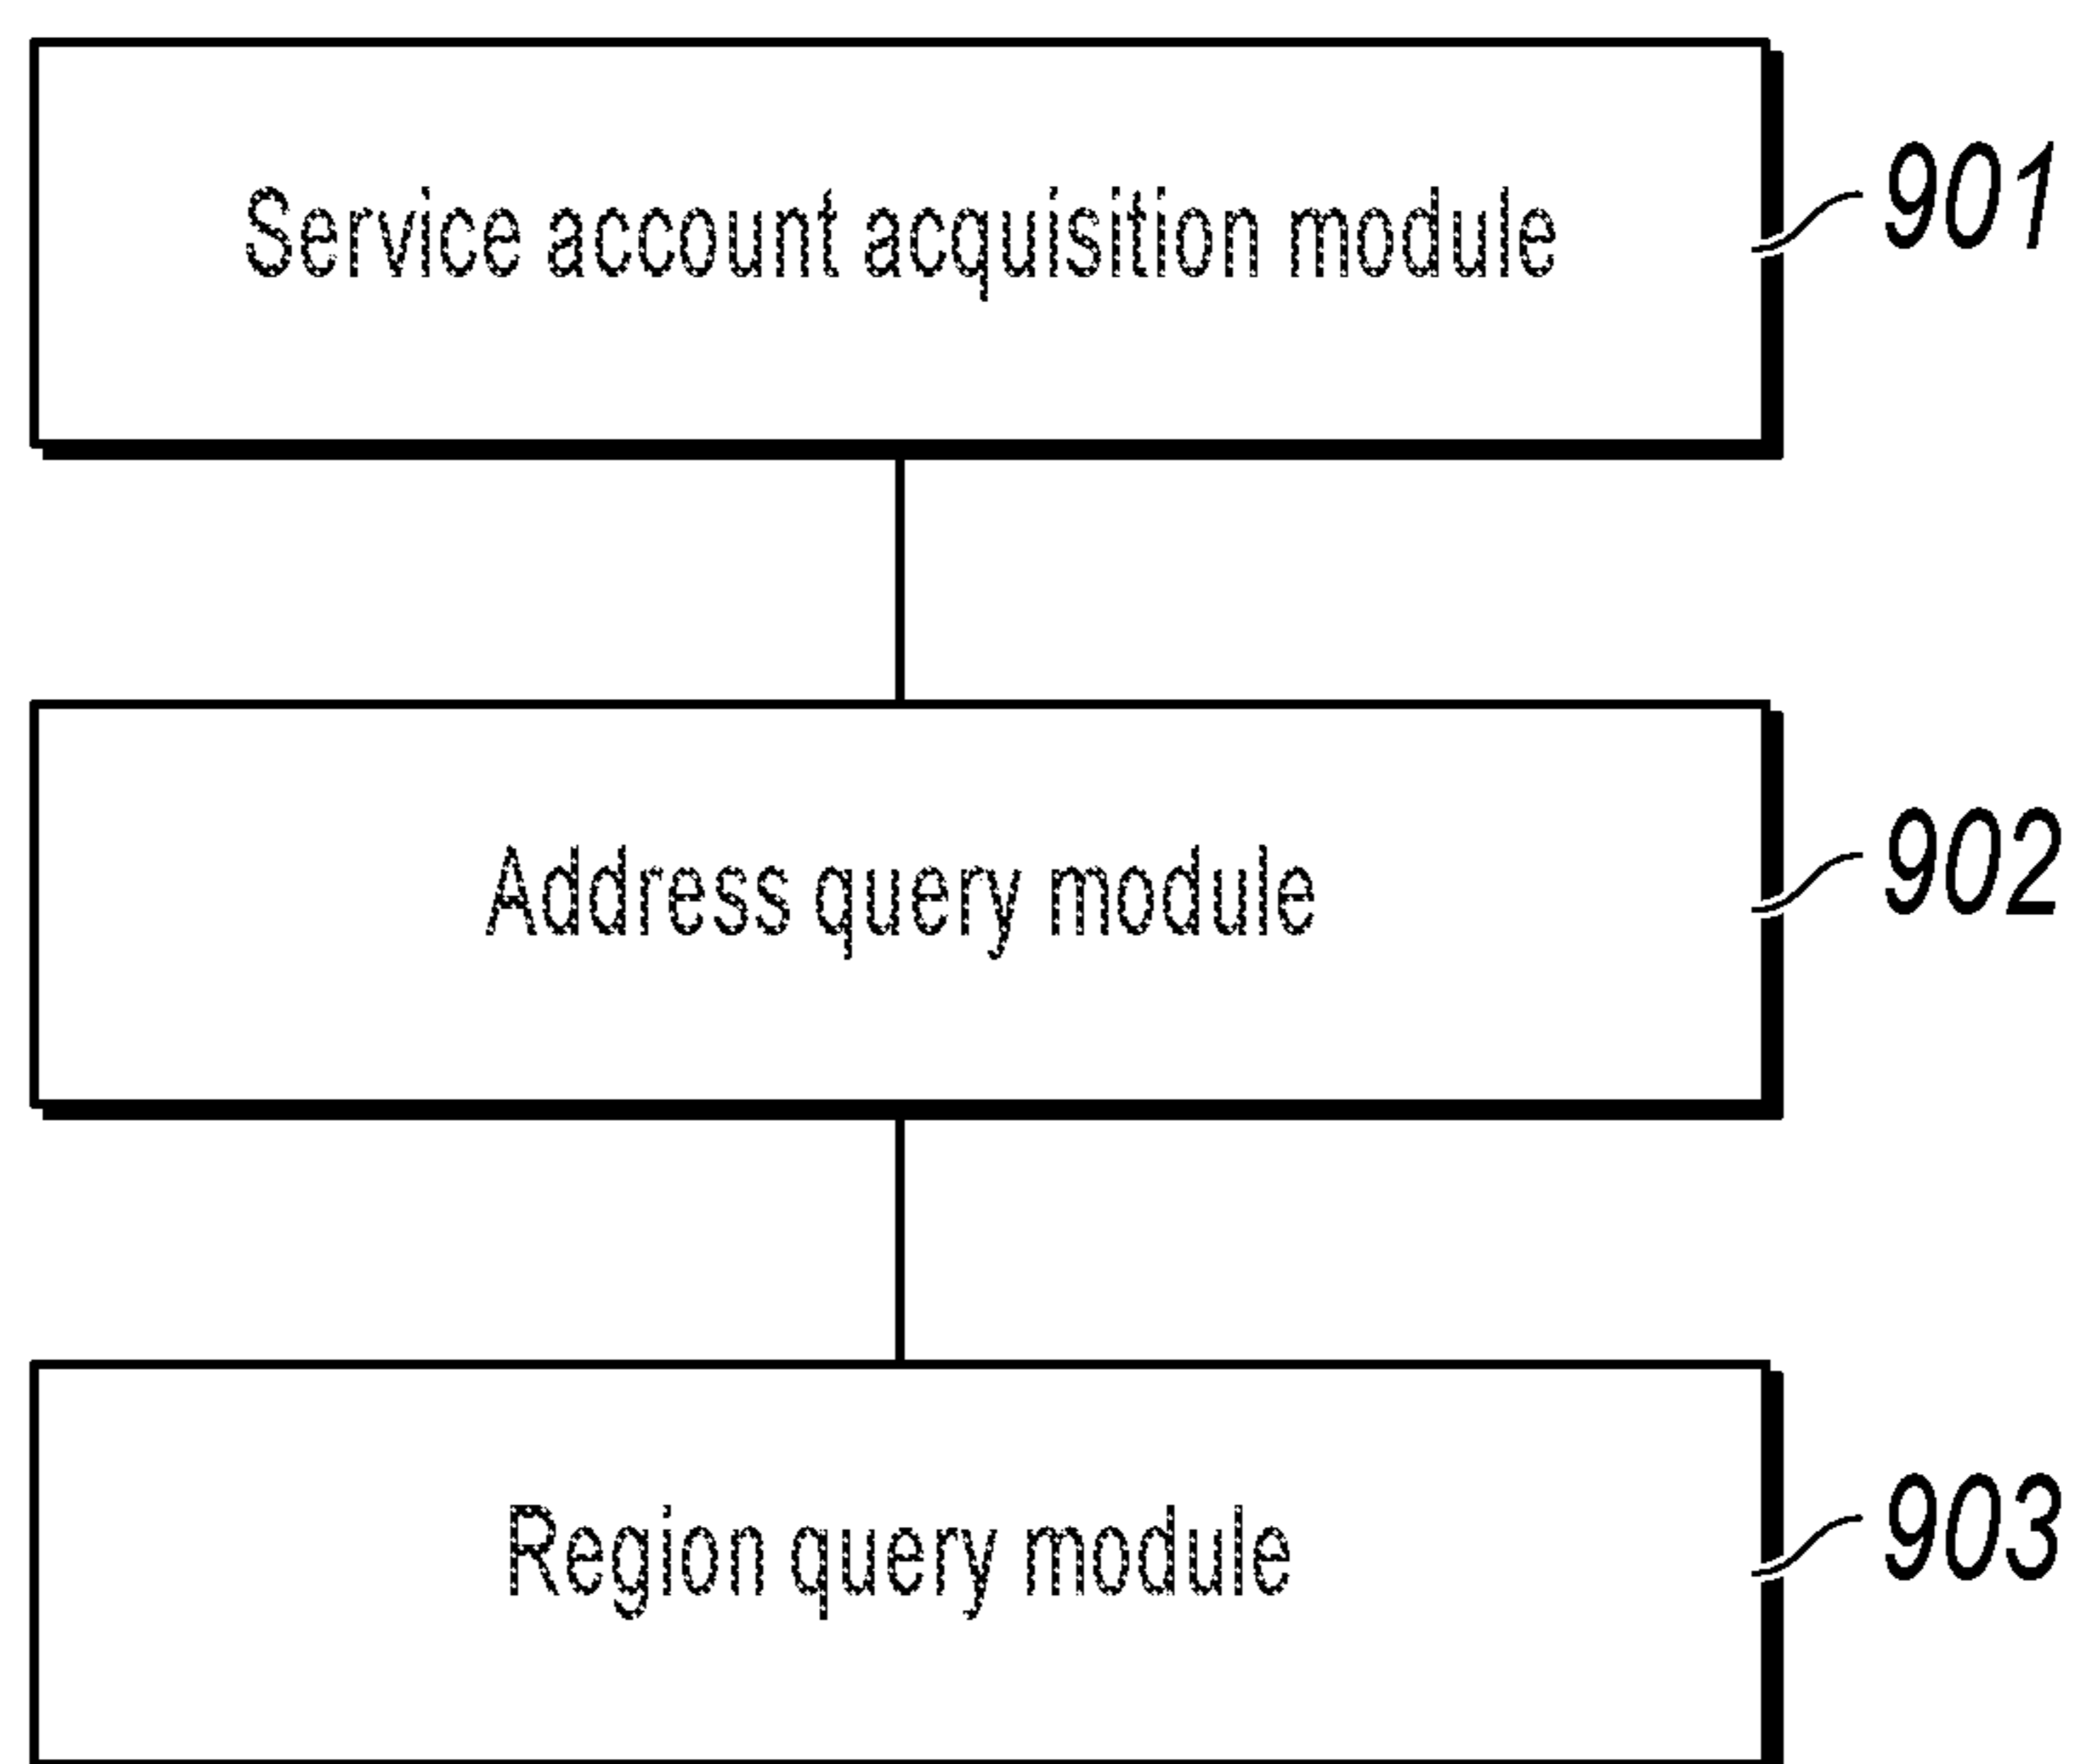 Service account acquisition module
901
Address query module
902
Region query module
903